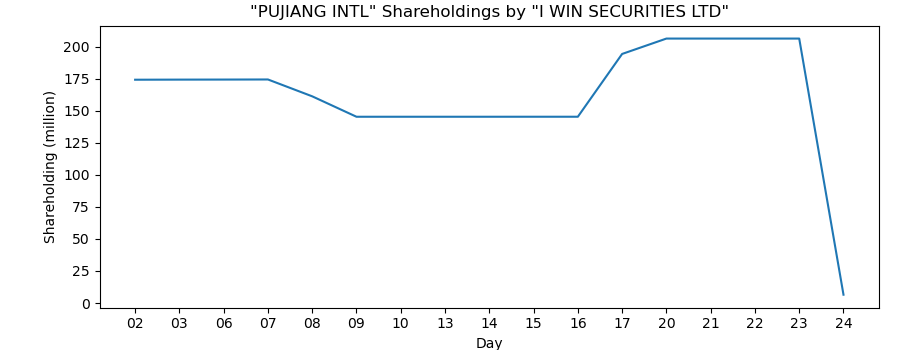 "PUJIANG INTL" Shareholdings by "I WIN SECURITIES LTD"
Shareholding (million)
200
175
150
125
100
75
50
25
0
02 03 06 07 08 09 10 13 14 15 16 17 20 21 22 23 24
Day